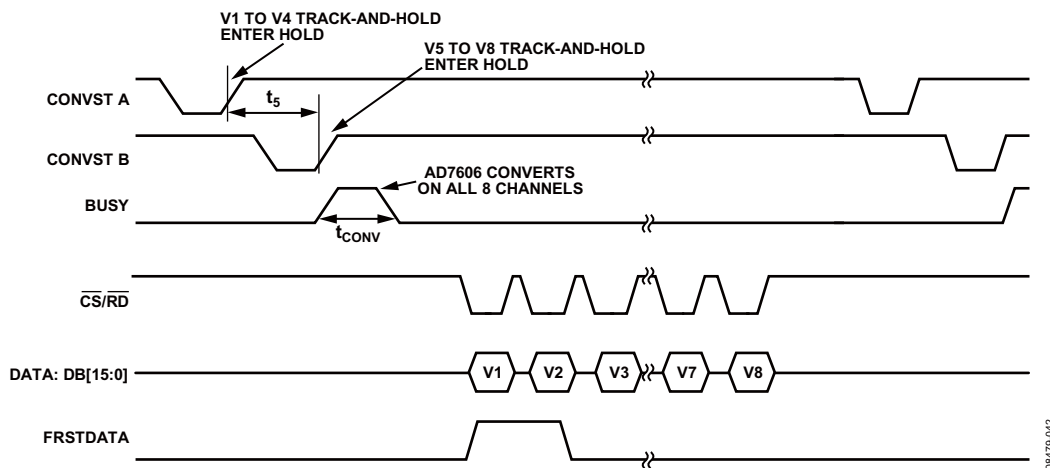 V1 TO V4 TRACK-AND-HOLD
ENTER HOLD
V5 TO V8 TRACK-AND-HOLD
ENTER HOLD
CONVST A
t5
CONVST B
AD7606 CONVERTS
ON ALL 8 CHANNELS
BUSY
tCONV
CS/RD
DATA: DB[15:0]
V1 V2 V3 V7 V8
FRSTDATA
08479-042